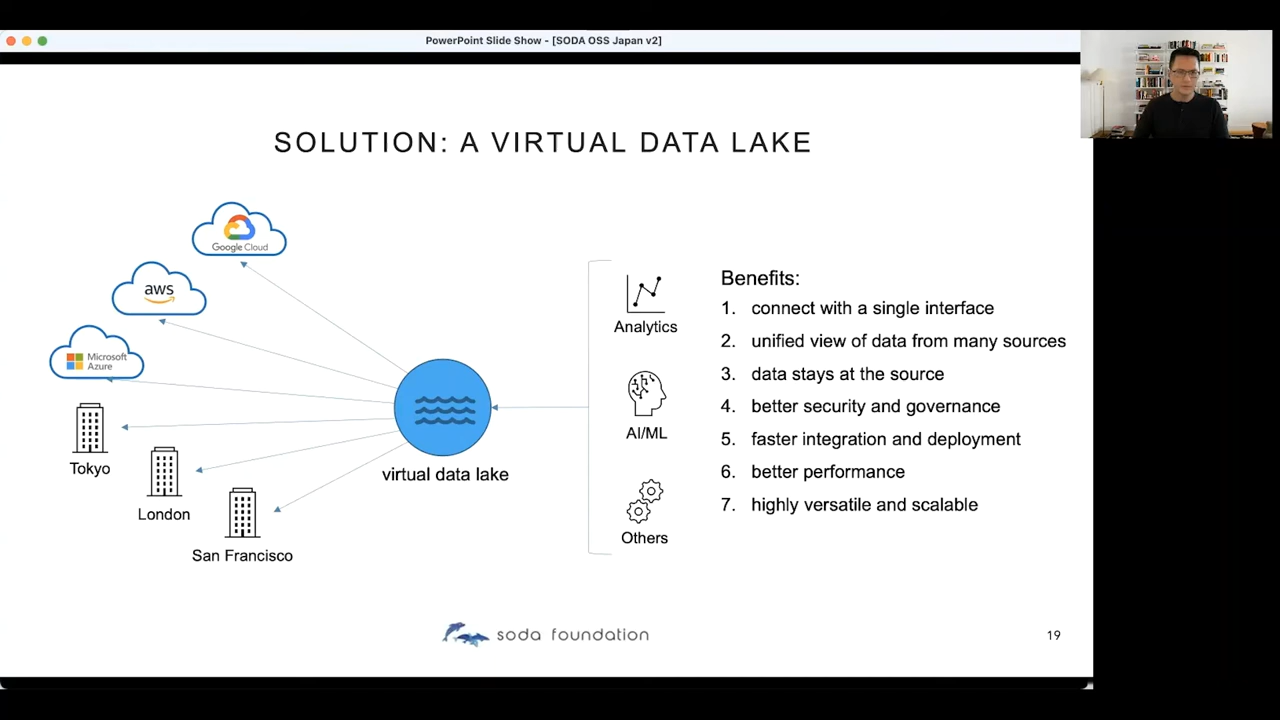 PowerPoint Slide Show - [SODA OSS Japan v2]
SOLUTION: A VIRTUAL DATA LAKE
Google Cloud
aws
Microsoft
Azure
Tokyo
London
San Francisco
virtual data lake
Analytics
AI/ML
Others
Benefits:
1. connect with a single interface
2. unified view of data from many sources
3. data stays at the source
4. better security and governance
5. faster integration and deployment
6. better performance
7. highly versatile and scalable
soda foundation
19